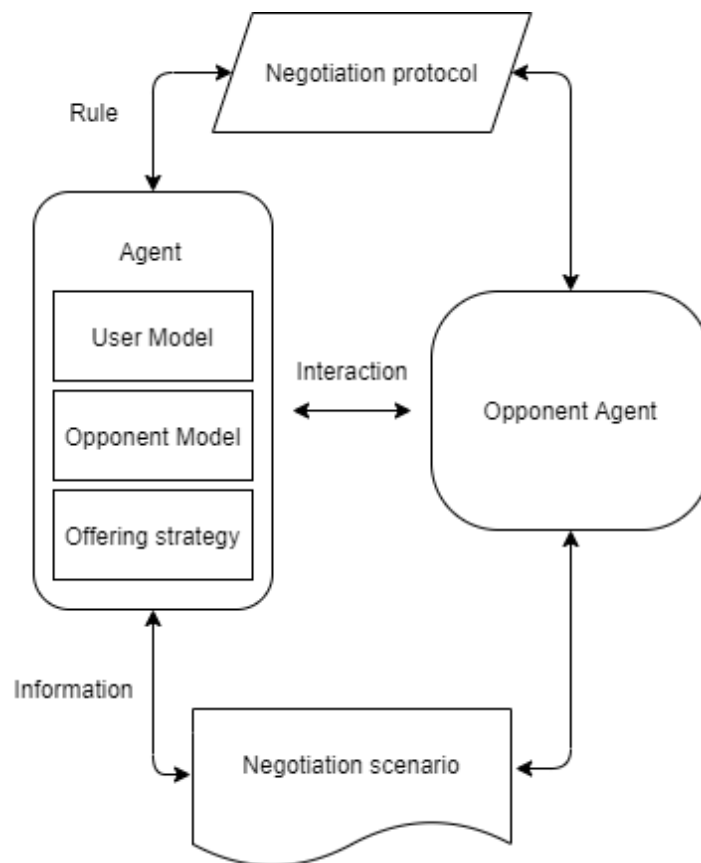 Negotiation protocol
Rule
Agent
User Model
Interaction
Opponent Model
Opponent Agent
Offering strategy
Information
Negotiation scenario